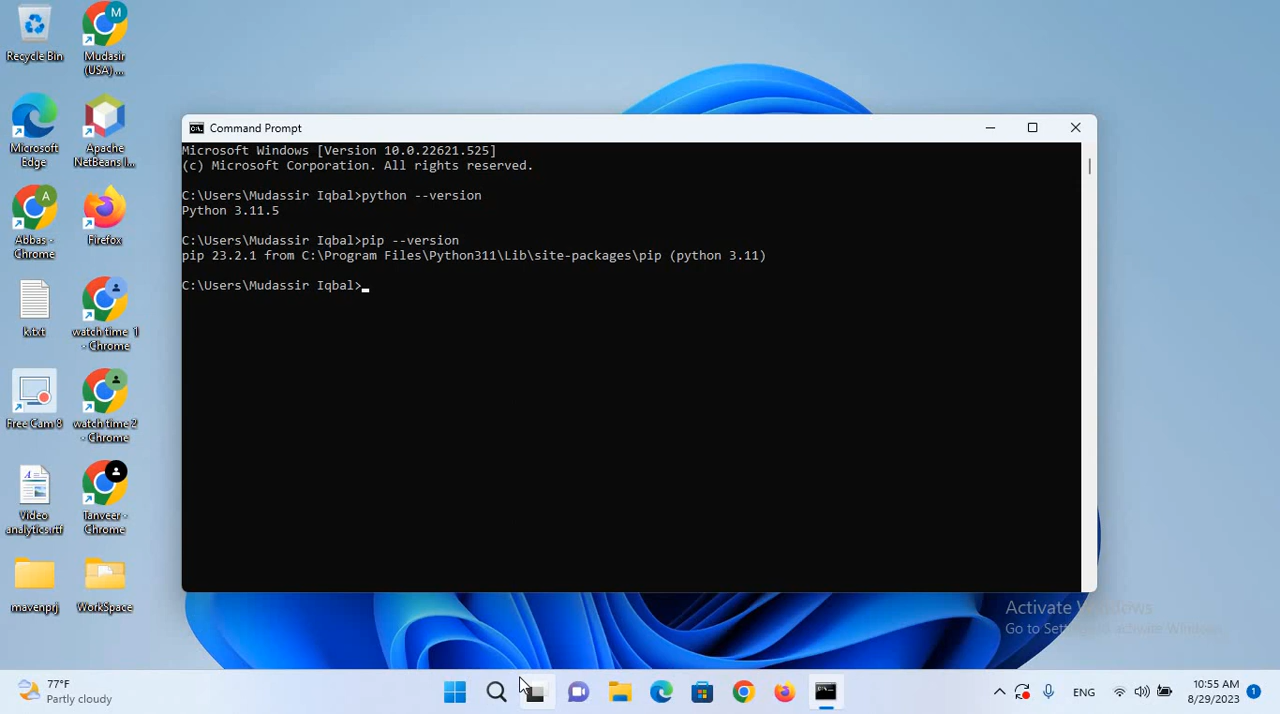 Recycle Bin
Mudasir
(USA) ...
M
Microsoft
Edge
Apache
NetBeans I...
A
Abbas -
Chrome
Firefox
k.txt
watch time 1
- Chrome
Free Cam 8
watch time 2
- Chrome
Video
analytics.rtf
Tanveer -
Chrome
mavenprj
WorkSpace
Command Prompt
Microsoft Windows [Version 10.0.22621.525]
(c) Microsoft Corporation. All rights reserved.
C:\Users\Mudassir Iqbal>python --version
Python 3.11.5
C:\Users\Mudassir Iqbal>pip --version
pip 23.2.1 from C:\Program Files\Python311\Lib\site-packages\pip (python 3.11)
C:\Users\Mudassir Iqbal>
Activate Windows
Go to Settings to activate Windows.
77°F
Partly cloudy
ENG
10:55 AM
8/29/2023
1